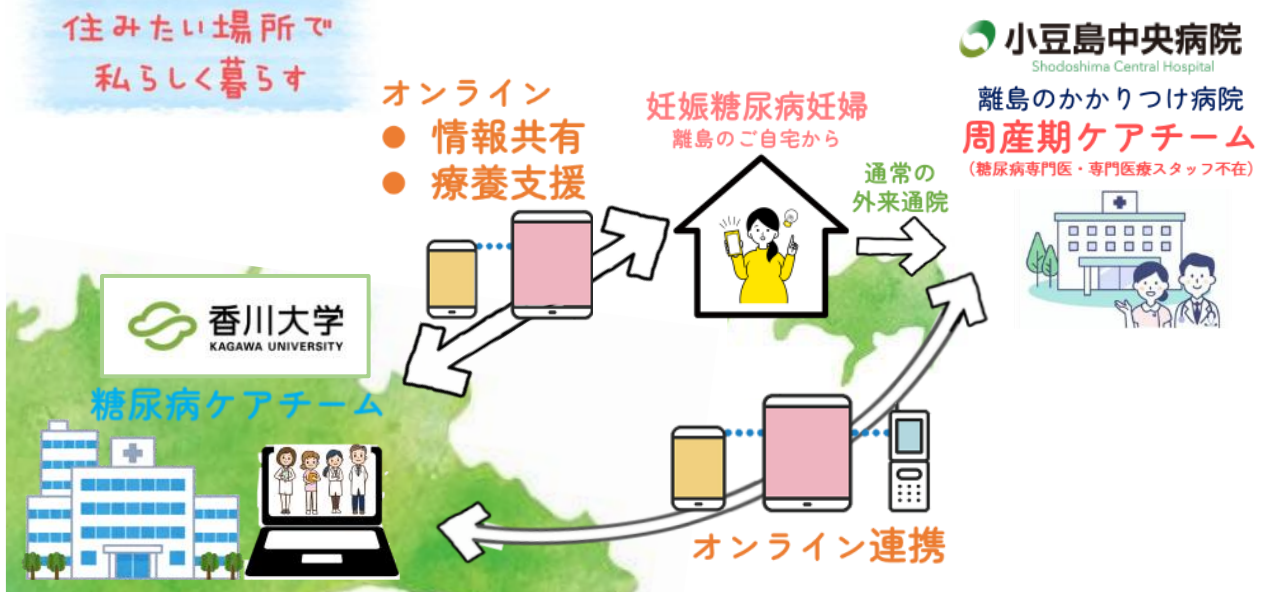 住みたい場所で
私らしく暮らす
オンライン
● 情報共有
● 療養支援
妊娠糖尿病妊婦
離島のご自宅から
通常の
外来通院
小豆島中央病院
Shodoshima Central Hospital
離島のかかりつけ病院
周産期ケアチーム
(糖尿病専門医・専門医療スタッフ不在)
香川大学
KAGAWA UNIVERSITY
糖尿病ケアチーム
オンライン連携